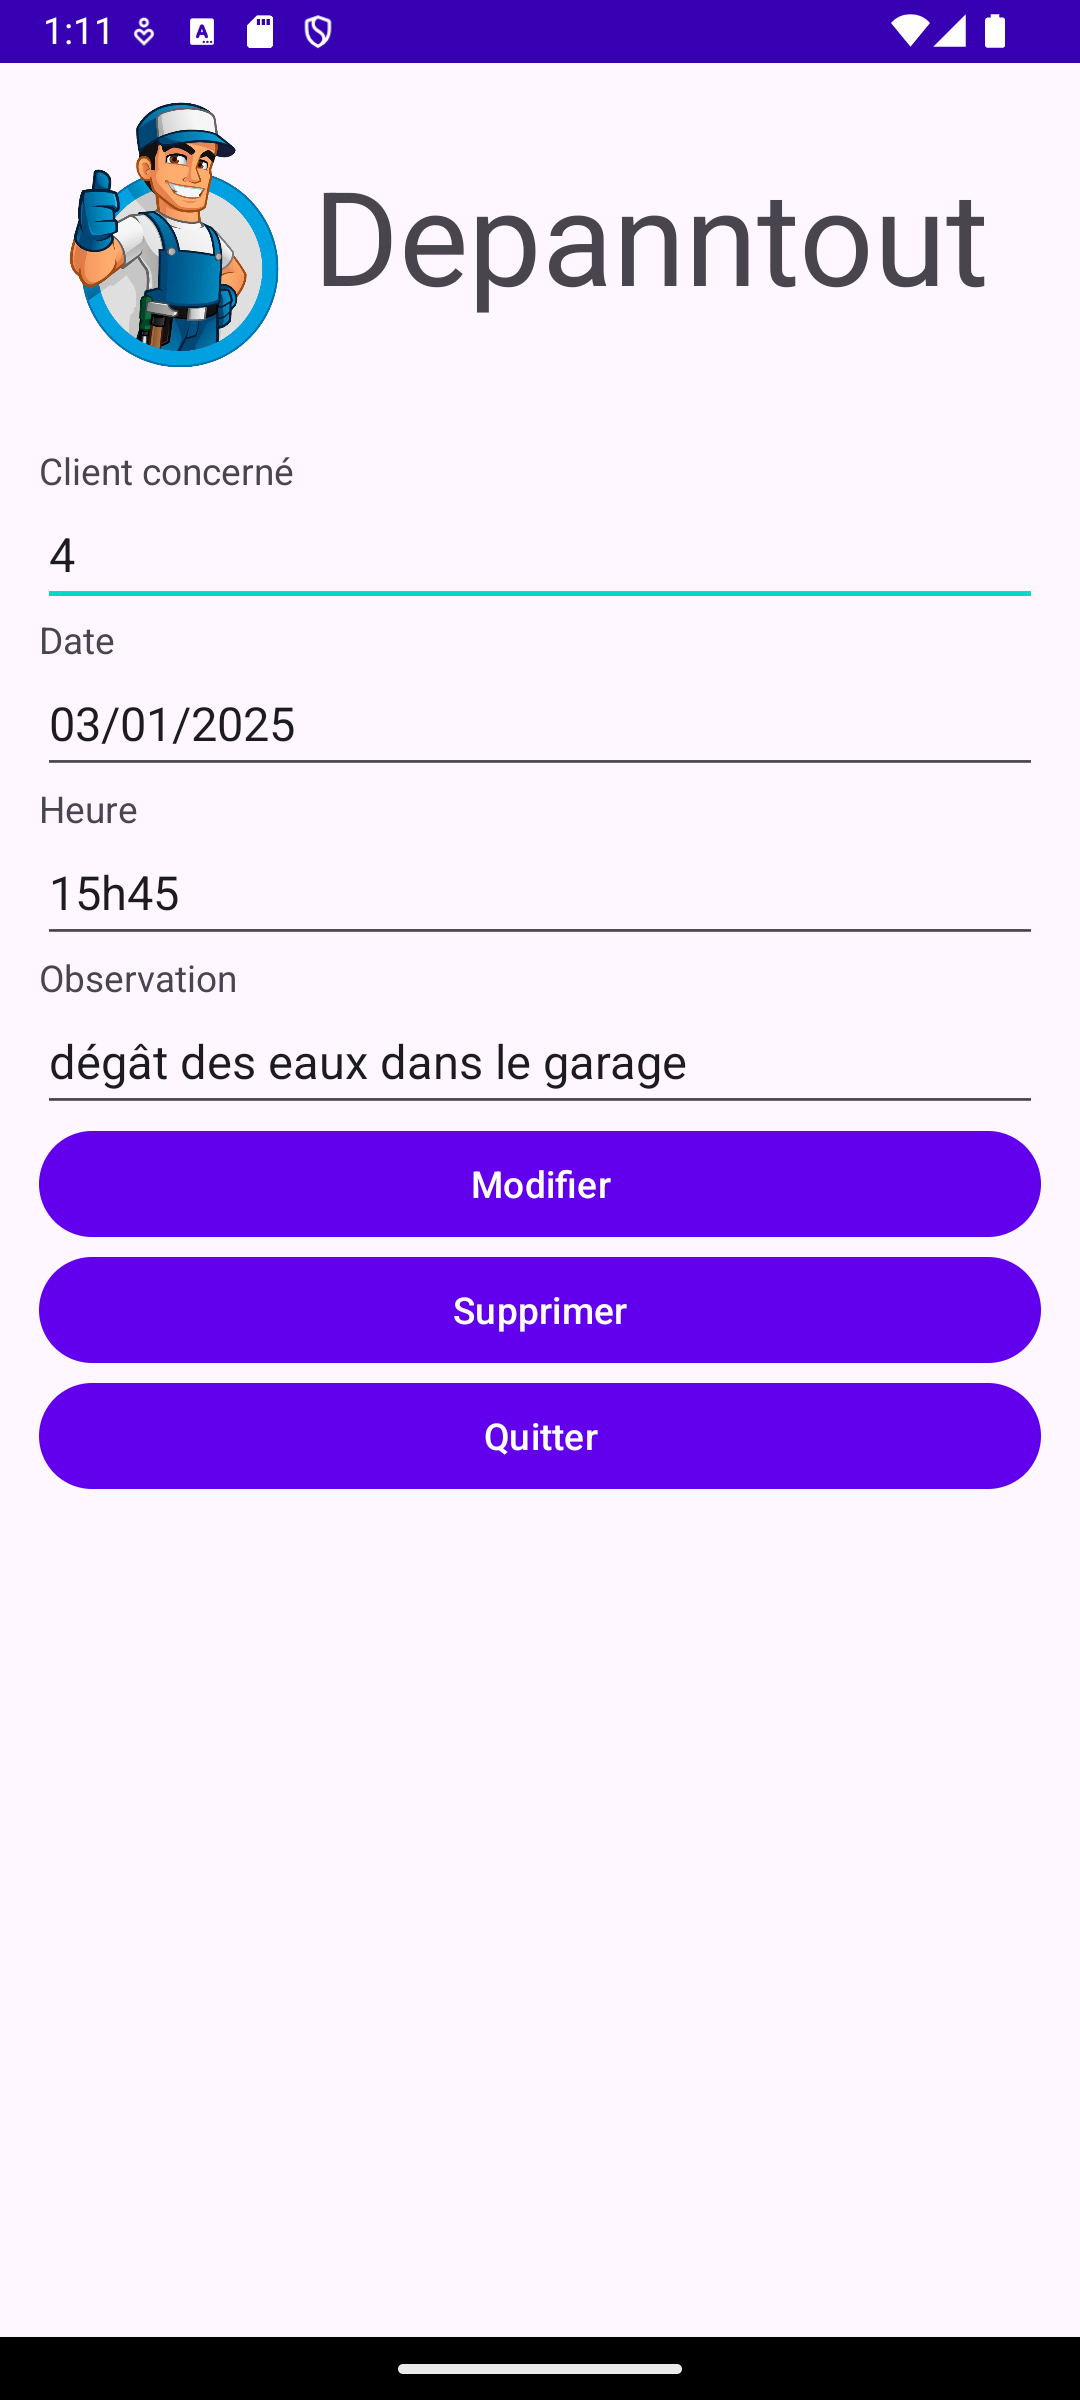 1:11
Depanntout
Client concerné
4
Date
03/01/2025
Heure
15h45
Observation
dégât des eaux dans le garage
Modifier
Supprimer
Quitter